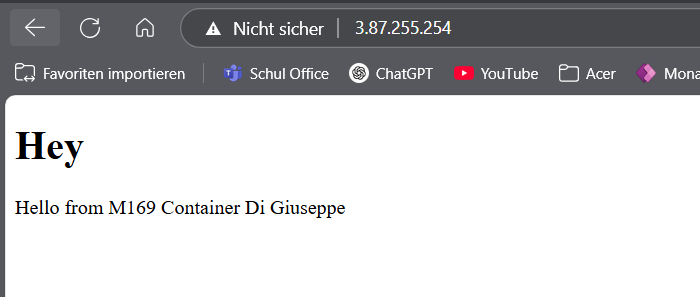 Nicht sicher 3.87.255.254
Favoriten importieren Schul Office ChatGPT YouTube Acer Mona
Hey
Hello from M169 Container Di Giuseppe